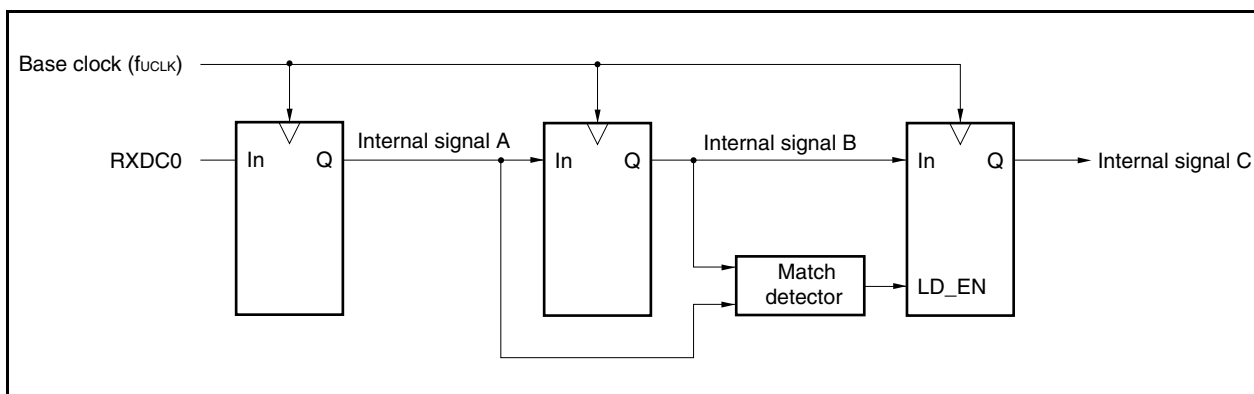 Base clock (fUCLK)
Internal signal A
Internal signal B
RXDC0
In
Q
In
Q
In
Q
Internal signal C
Match
detector
LD_EN